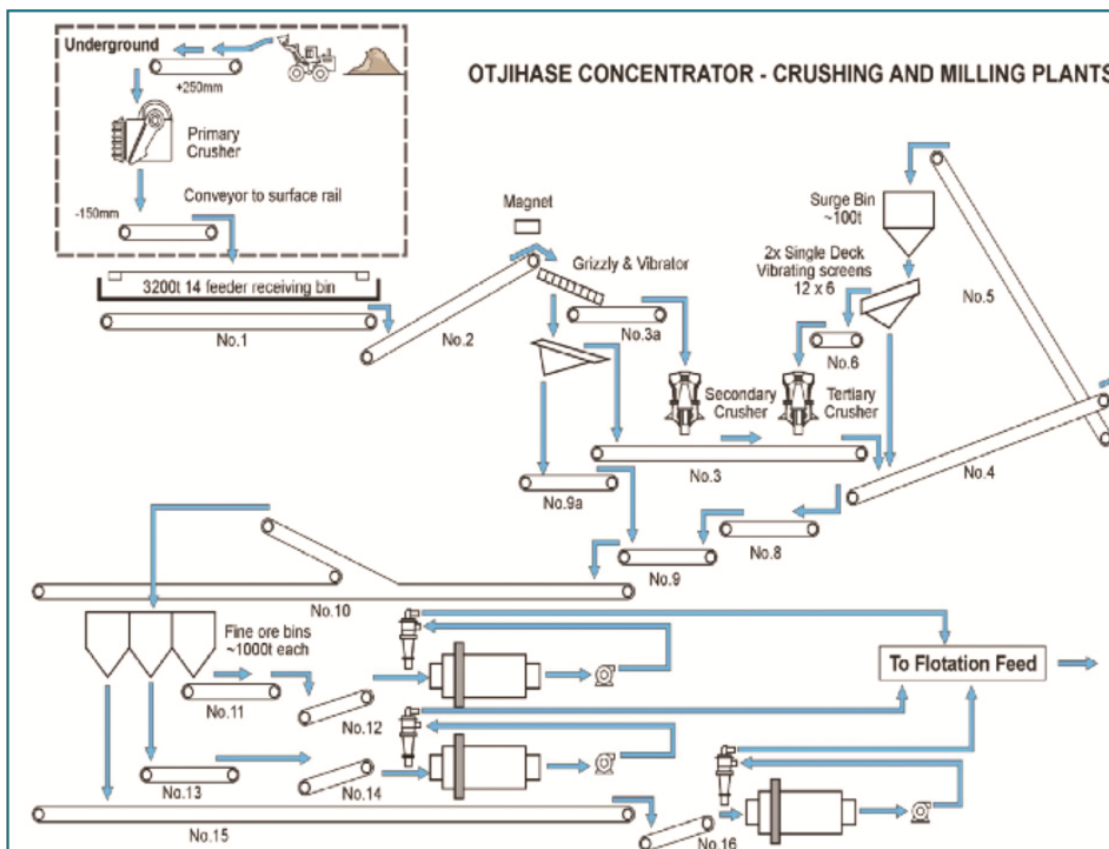 Underground
+250mm
OTJIHASE CONCENTRATOR - CRUSHING AND MILLING PLANTS
Primary
Crusher
Conveyor to surface rail
-150mm
3200t 14 feeder receiving bin
No.1
No.2
Magnet
Grizzly & Vibrator
No.3a
Surge Bin
~100t
2x Single Deck
Vibrating screens
12 x 6
No.5
No.6
Secondary
Crusher
Tertiary
Crusher
No.3
No.4
No.9a
No.8
No.9
No.10
Fine ore bins
~1000t each
No.11
No.12
To Flotation Feed
No.13
No.14
No.15
No.16